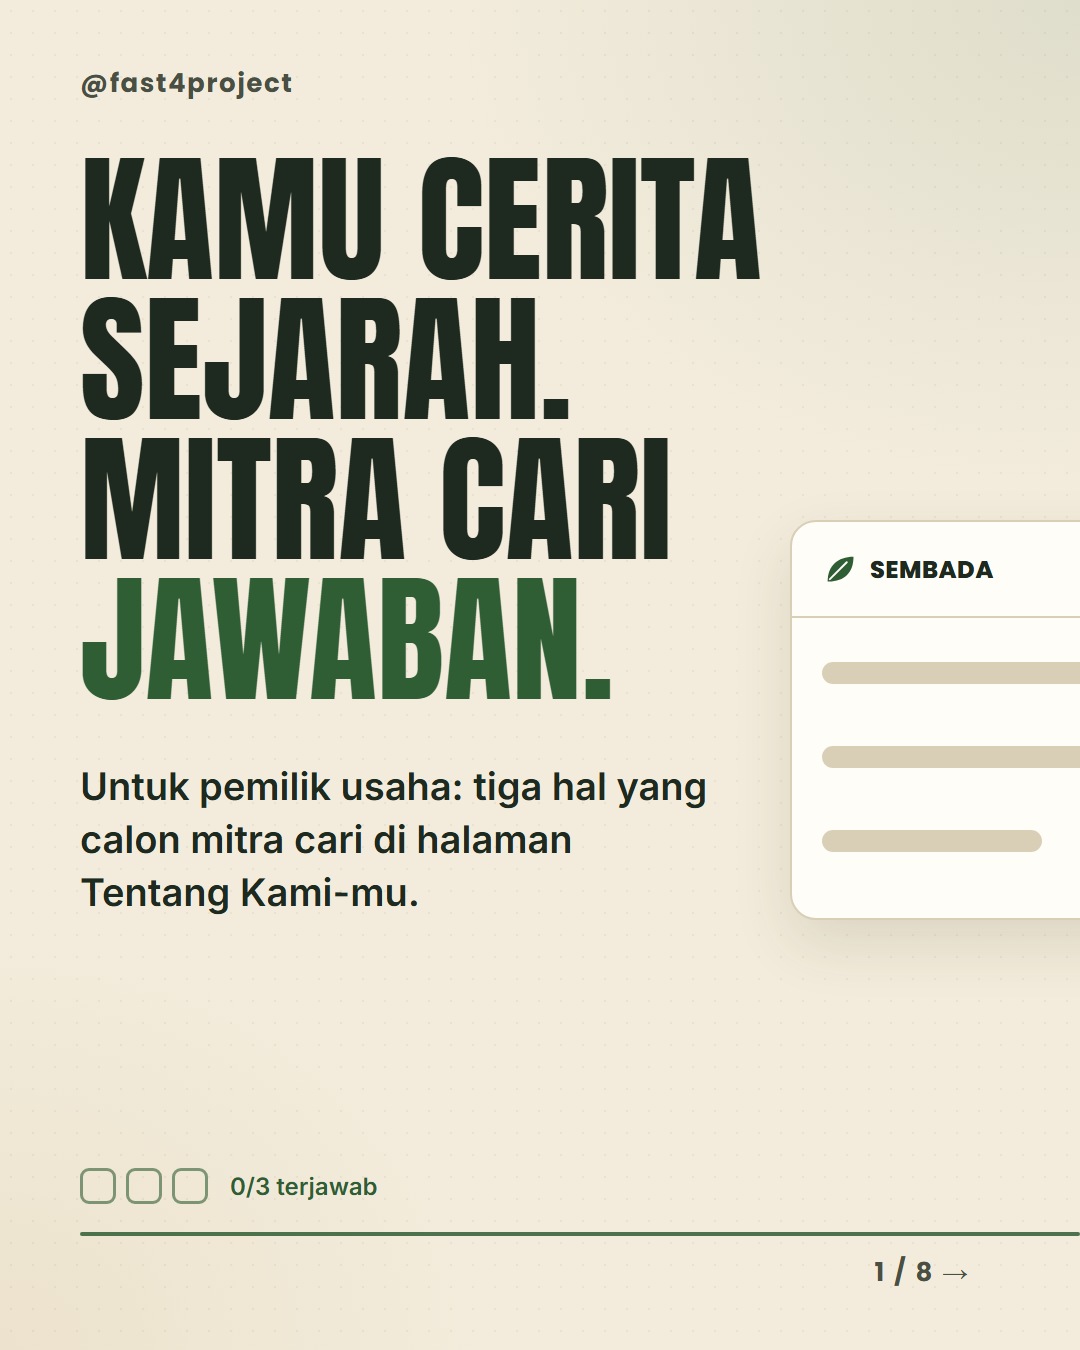 @fast4project
KAMU CERITA
SEJARAH.
MITRA CARI
JAWABAN.
SEMBADA
Untuk pemilik usaha: tiga hal yang
calon mitra cari di halaman
Tentang Kami-mu.
0/3 terjawab
1 / 8 →